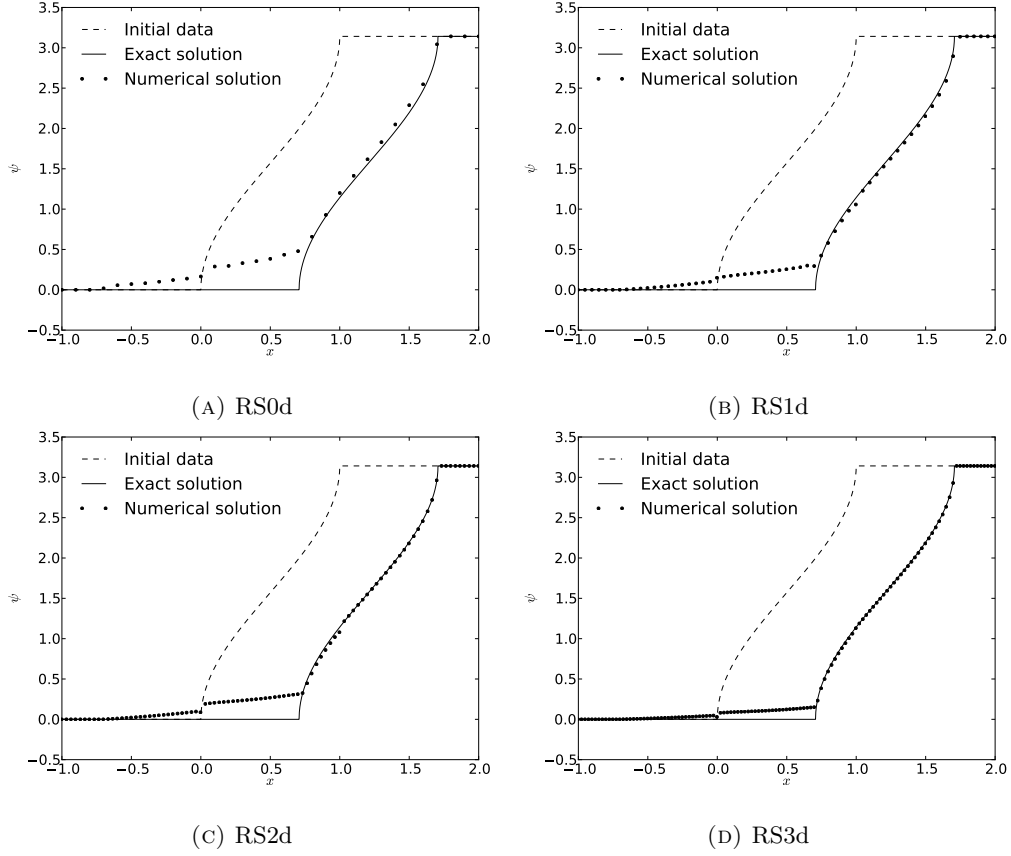 3.5
3.0
2.5
2.0
1.5
1.0
0.5
0.0
−0.5
ψ
Initial data
Exact solution
Numerical solution
−1.0 −0.5 0.0 0.5 1.0 1.5 2.0
x
(A) RS0d
3.5
3.0
2.5
2.0
1.5
1.0
0.5
0.0
−0.5
ψ
Initial data
Exact solution
Numerical solution
−1.0 −0.5 0.0 0.5 1.0 1.5 2.0
x
(B) RS1d
3.5
3.0
2.5
2.0
1.5
1.0
0.5
0.0
−0.5
ψ
Initial data
Exact solution
Numerical solution
−1.0 −0.5 0.0 0.5 1.0 1.5 2.0
x
(C) RS2d
3.5
3.0
2.5
2.0
1.5
1.0
0.5
0.0
−0.5
ψ
Initial data
Exact solution
Numerical solution
−1.0 −0.5 0.0 0.5 1.0 1.5 2.0
x
(D) RS3d